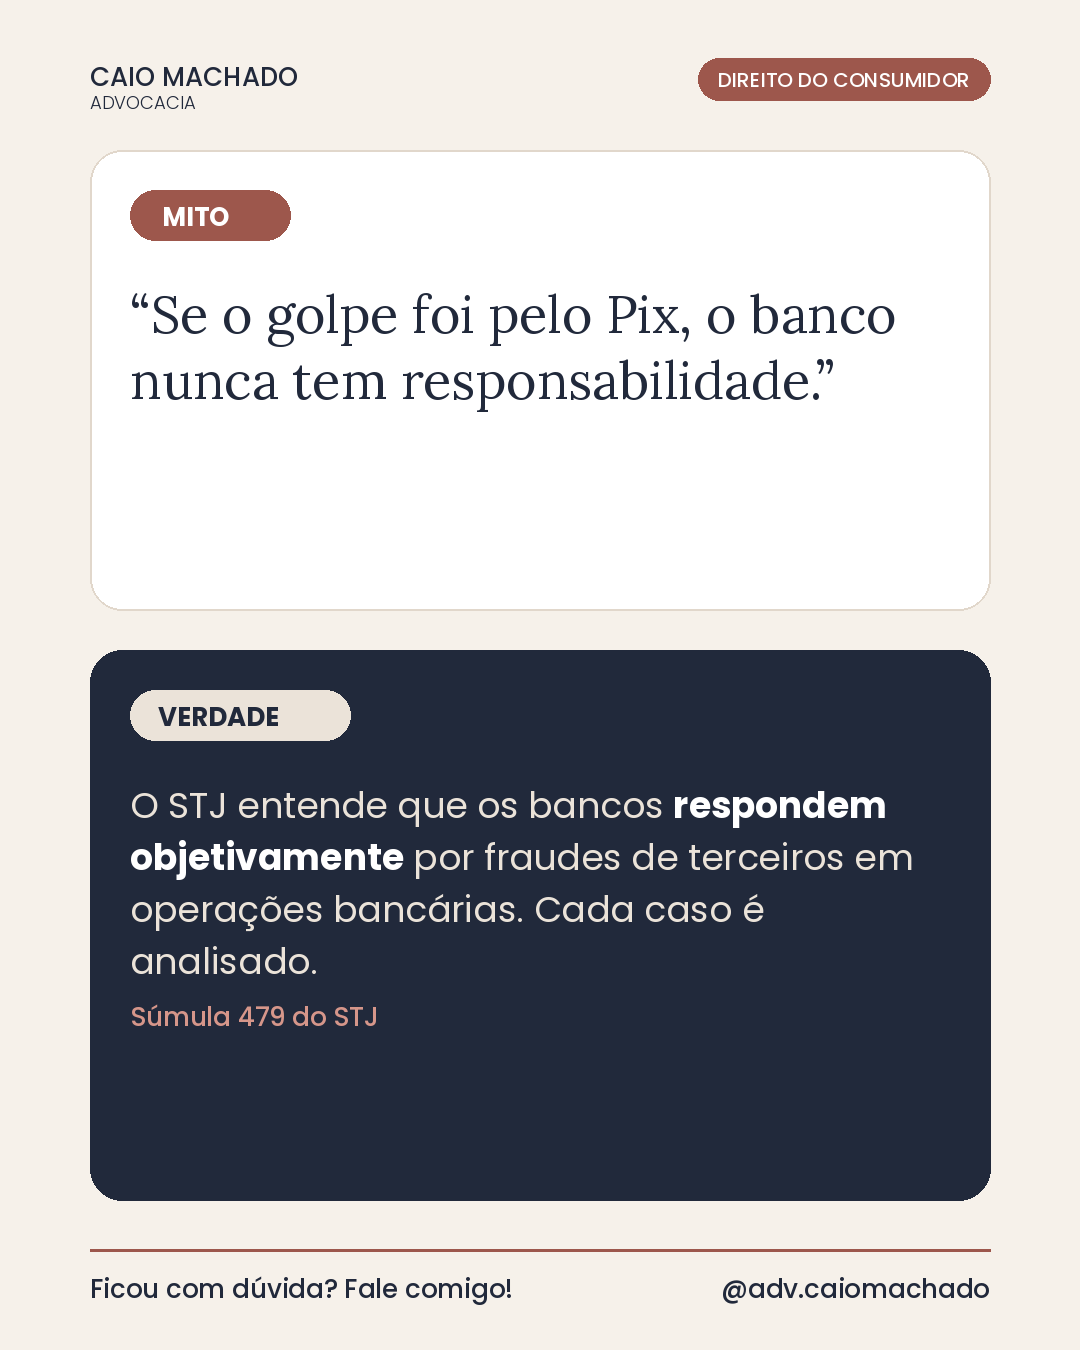 CAIO MACHADO
ADVOCACIA
DIREITO DO CONSUMIDOR
MITO
“Se o golpe foi pelo Pix, o banco
nunca tem responsabilidade.”
VERDADE
O STJ entende que os bancos respondem
objetivamente por fraudes de terceiros em
operações bancárias. Cada caso é
analisado.
Súmula 479 do STJ
Ficou com dúvida? Fale comigo!
@adv.caiomachado